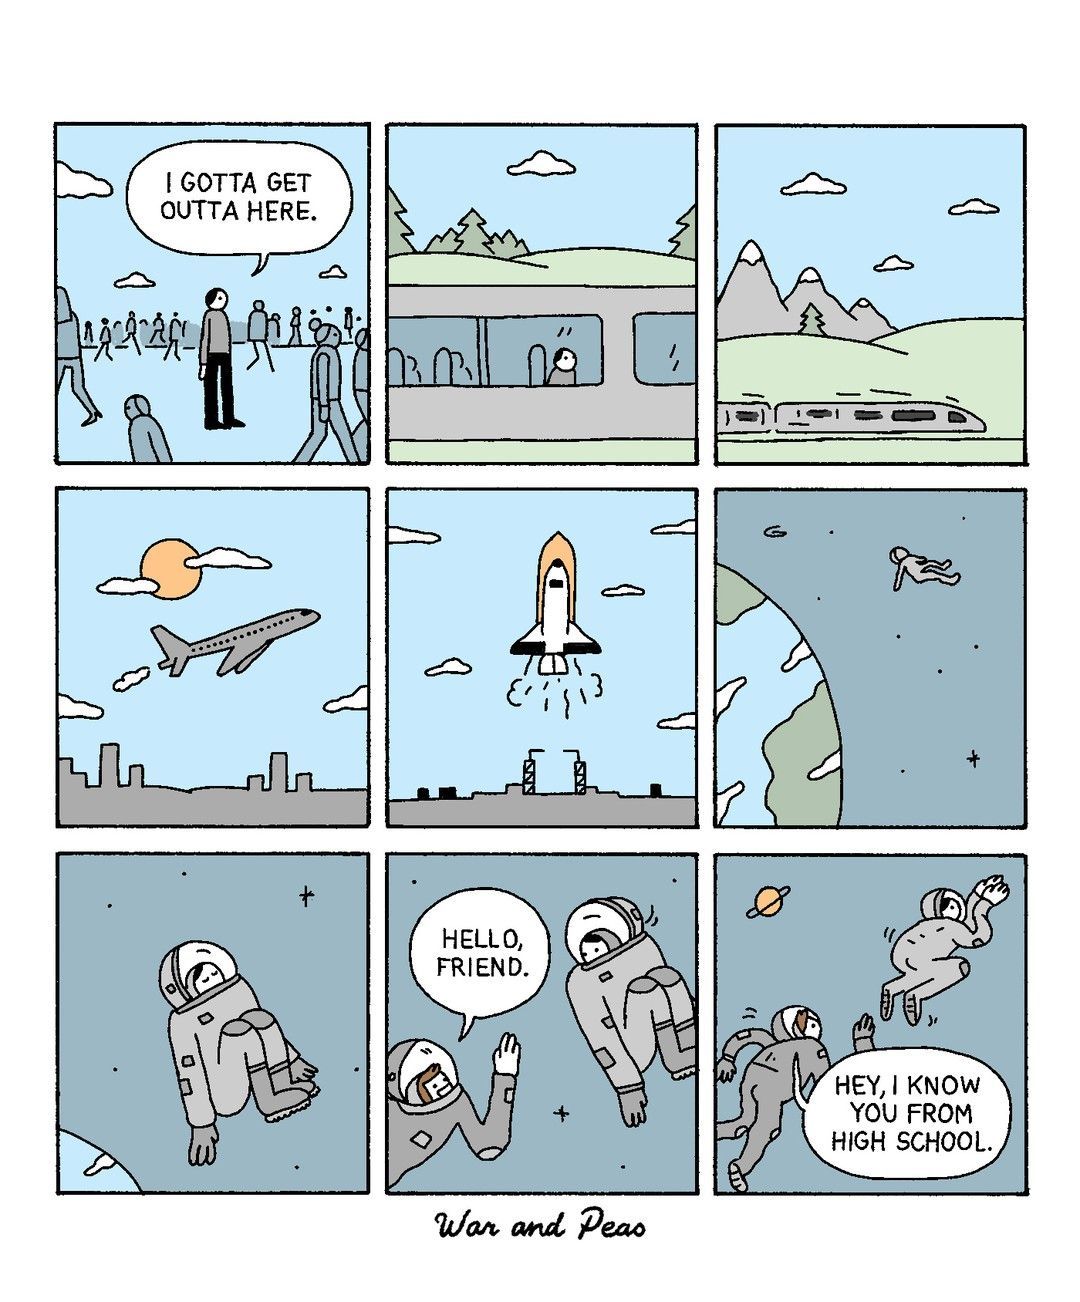 I GOTTA GET
OUTTA HERE.
HELLO,
FRIEND.
HEY, I KNOW
YOU FROM
HIGH SCHOOL.
War and Peas